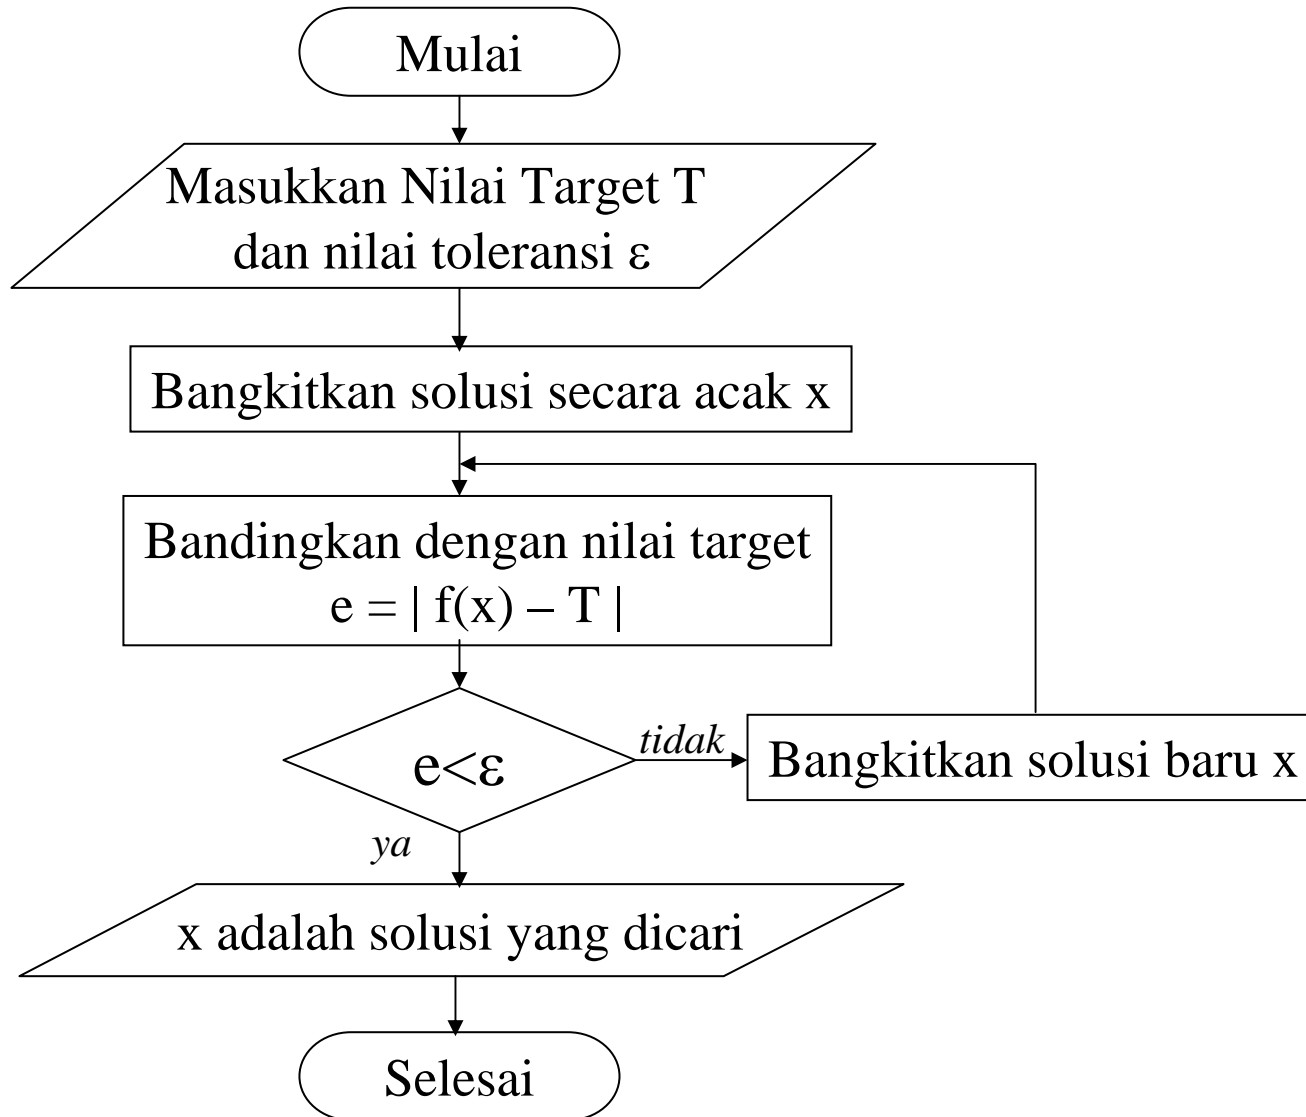 Mulai
Masukkan Nilai Target T
dan nilai toleransi ε
Bangkitkan solusi secara acak x
Bandingkan dengan nilai target
e = | f(x) – T |
e<ε
tidak
Bangkitkan solusi baru x
ya
x adalah solusi yang dicari
Selesai